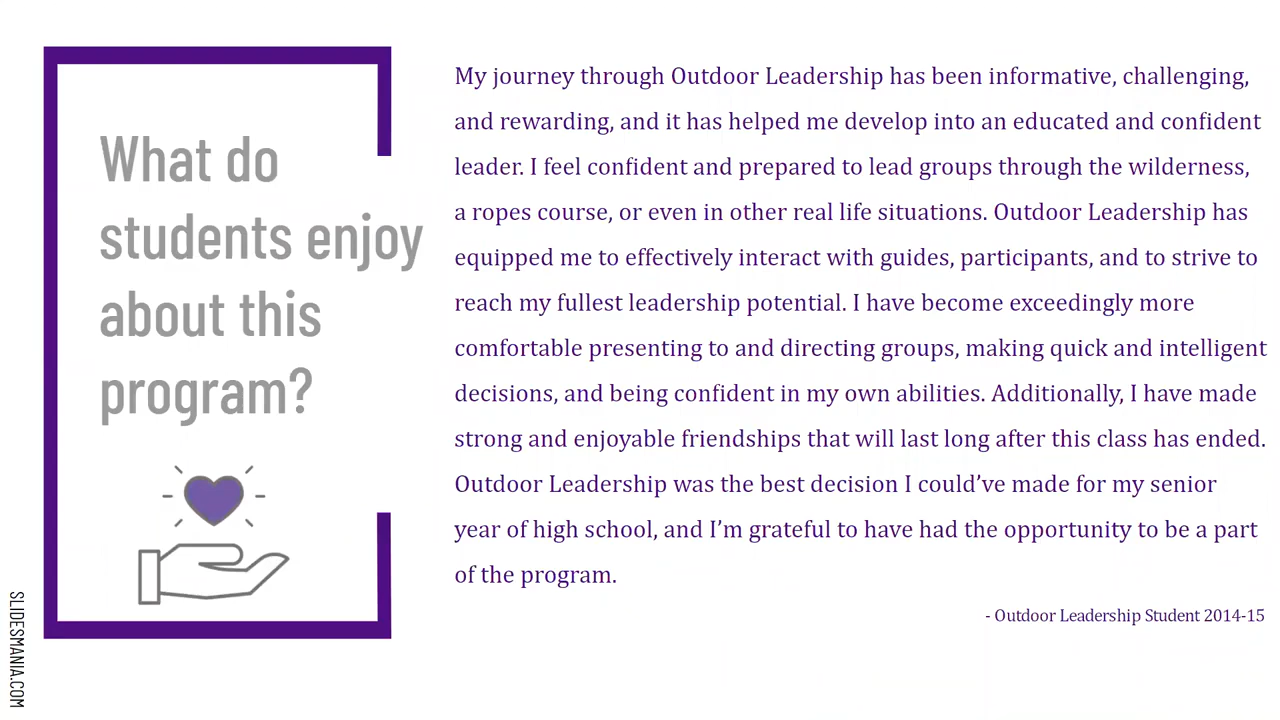 What do
students enjoy
about this
program?
My journey through Outdoor Leadership has been informative, challenging,
and rewarding, and it has helped me develop into an educated and confident
leader. I feel confident and prepared to lead groups through the wilderness,
a ropes course, or even in other real life situations. Outdoor Leadership has
equipped me to effectively interact with guides, participants, and to strive to
reach my fullest leadership potential. I have become exceedingly more
comfortable presenting to and directing groups, making quick and intelligent
decisions, and being confident in my own abilities. Additionally, I have made
strong and enjoyable friendships that will last long after this class has ended.
Outdoor Leadership was the best decision I could’ve made for my senior
year of high school, and I’m grateful to have had the opportunity to be a part
of the program.
- Outdoor Leadership Student 2014-15
SLIDESMANIA.COM